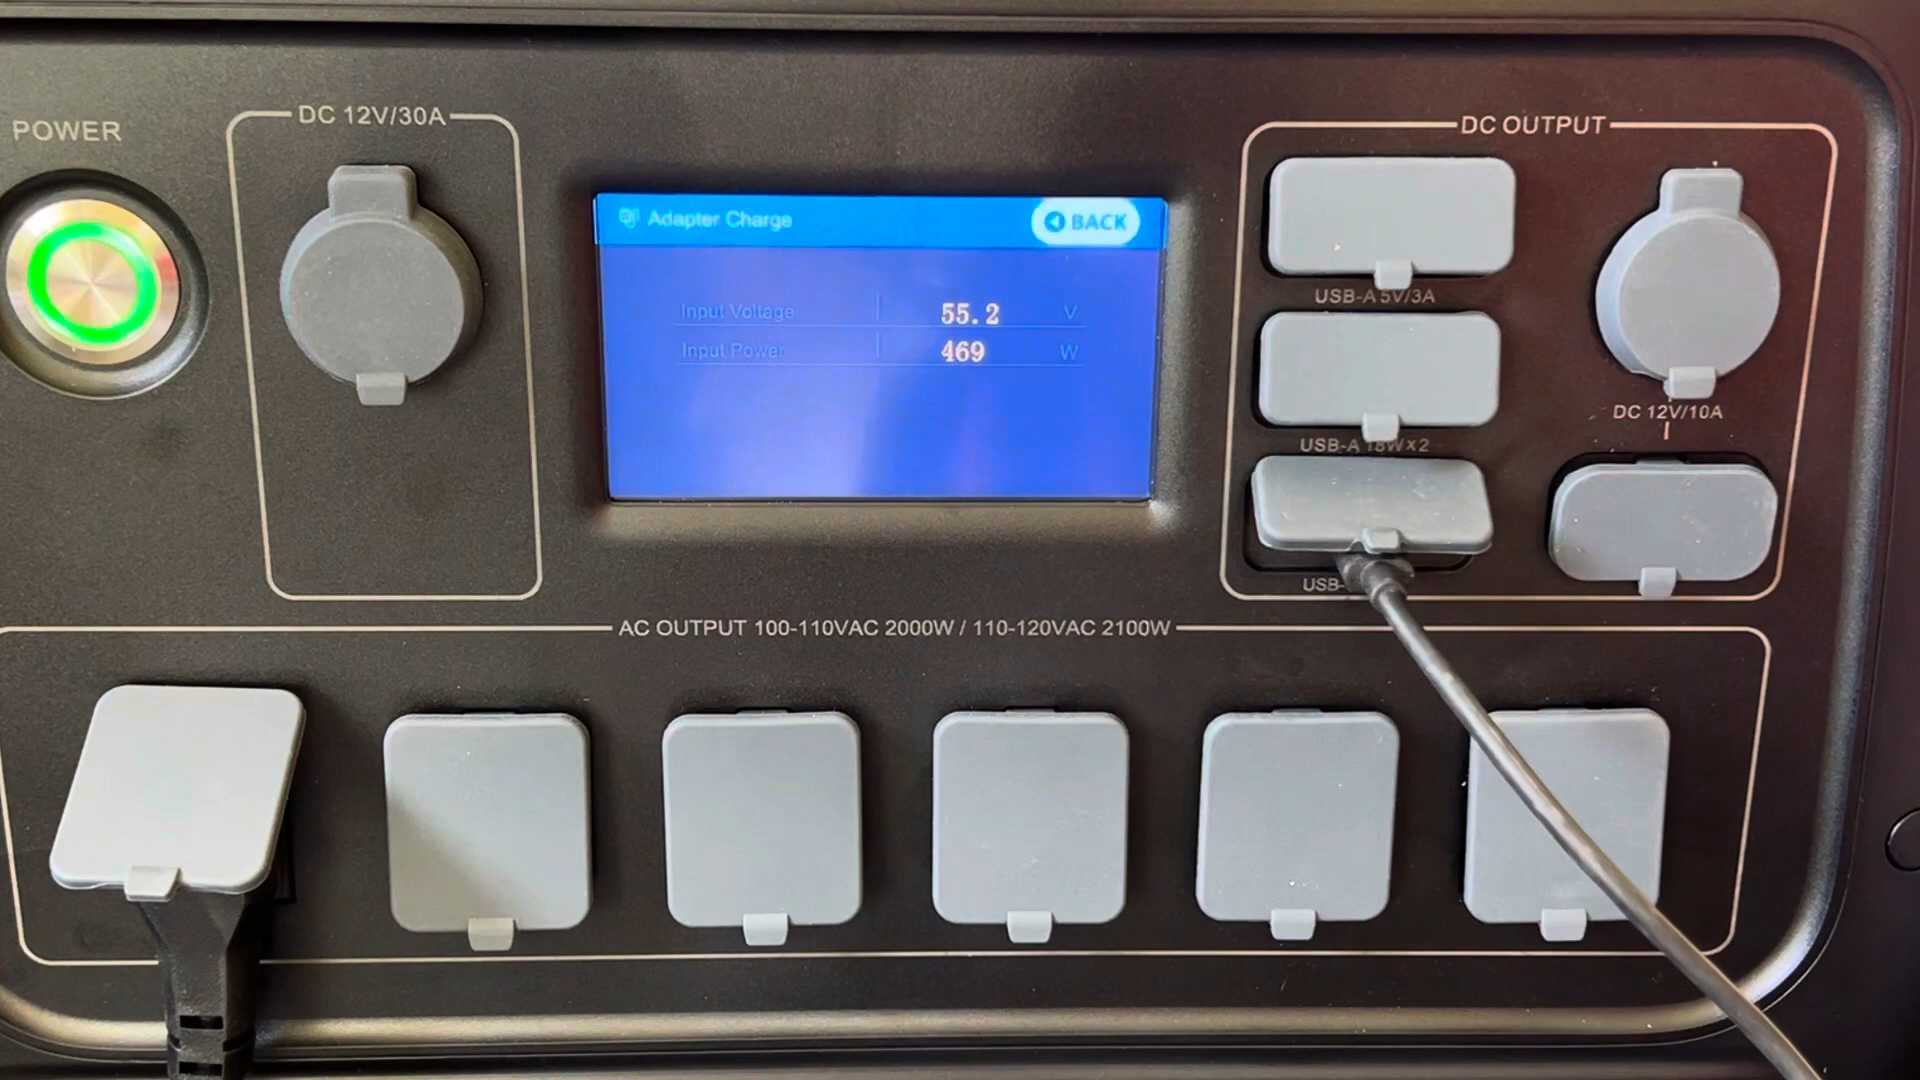 POWER
DC 12V/30A
Adapter Charge
BACK
Input Voltage 55.2 V
Input Power 469 W
DC OUTPUT
USB-A 5V/3A
USB-A 18W×2
USB-
DC 12V/10A
AC OUTPUT 100-110VAC 2000W / 110-120VAC 2100W